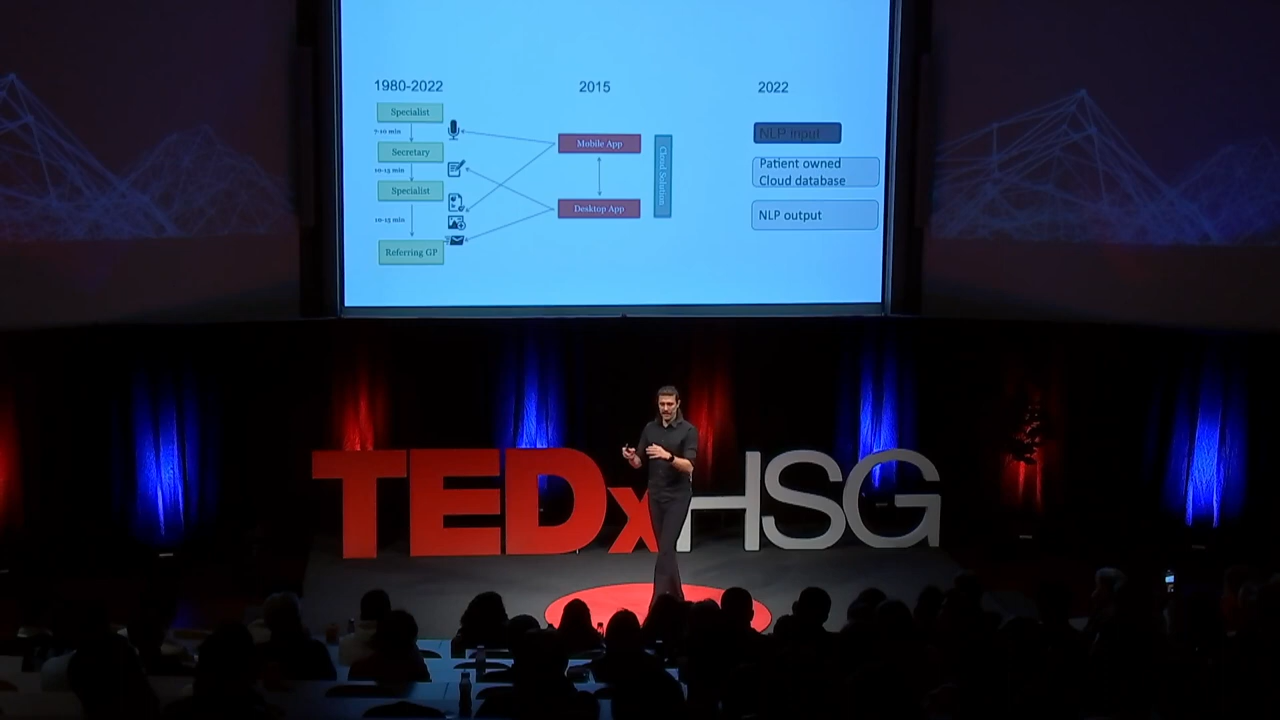 1980-2022
Specialist
7-10 min
Secretary
10-15 min
Specialist
10-15 min
Referring GP
2015
Mobile App
Desktop App
Cloud Solution
2022
NLP input
Patient owned
Cloud database
NLP output
TEDxHSG